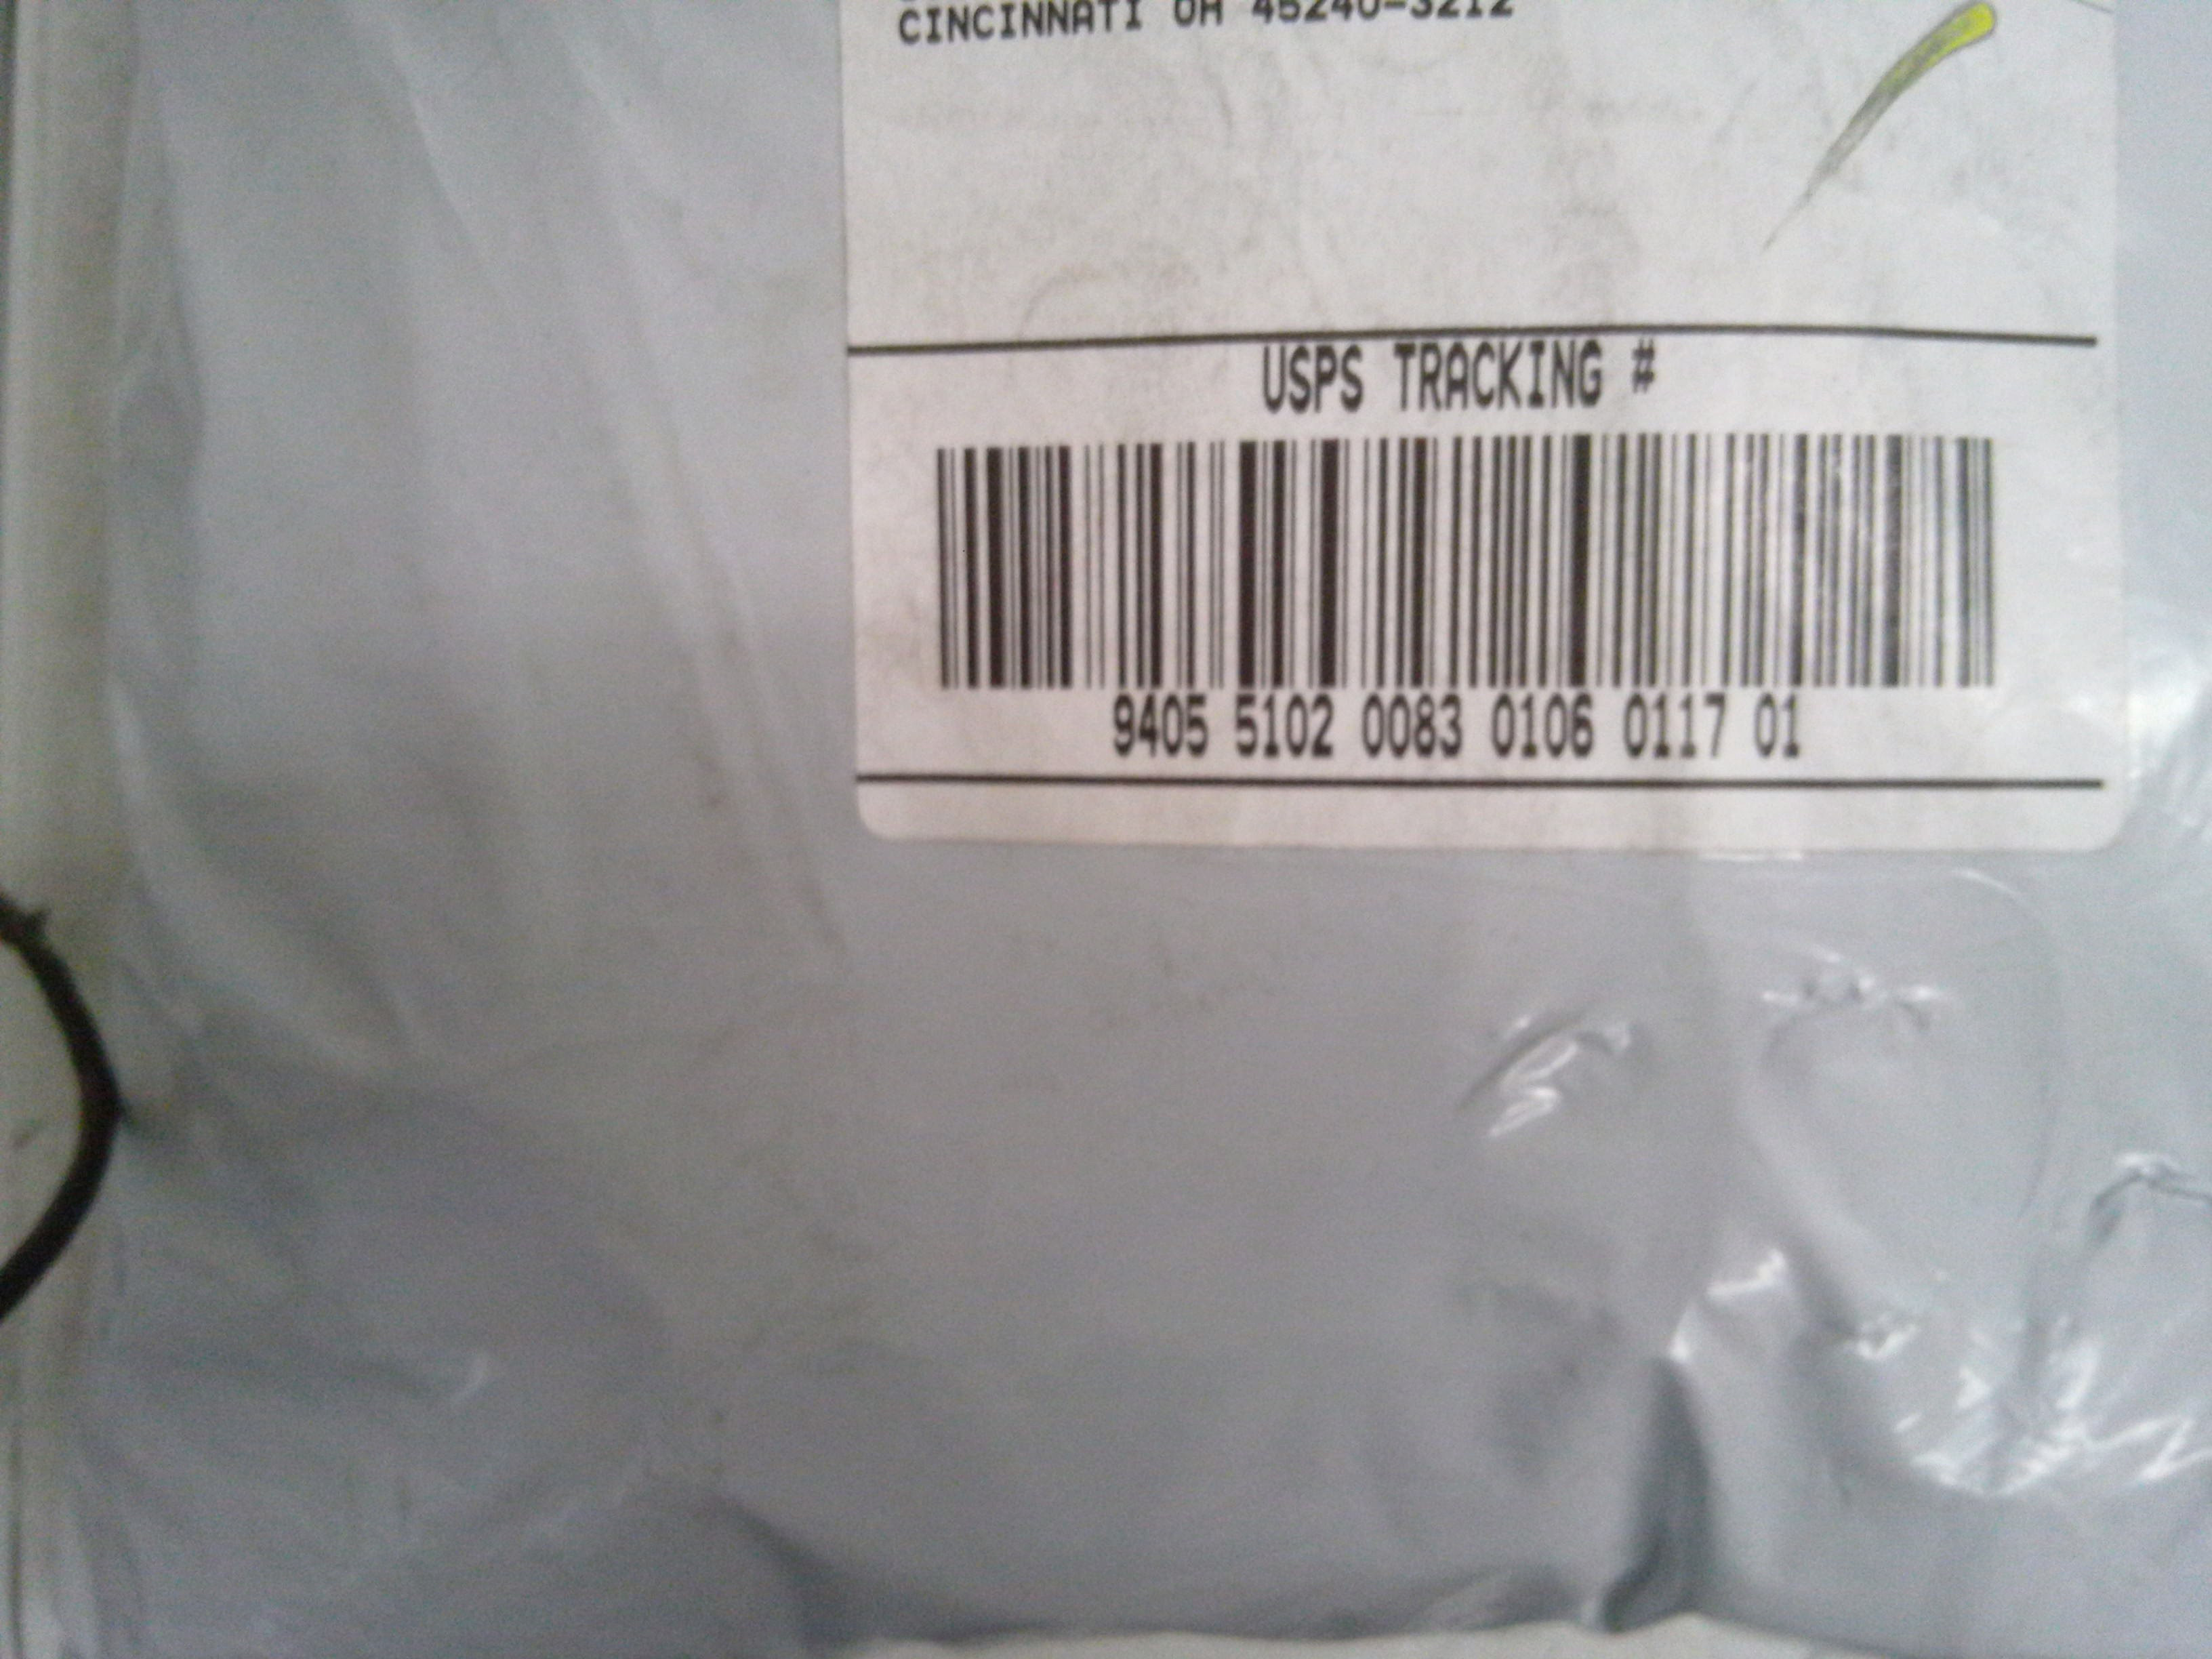 CINCINNATI OH 45240-3212
USPS TRACKING #
9405 5102 0083 0106 0117 01